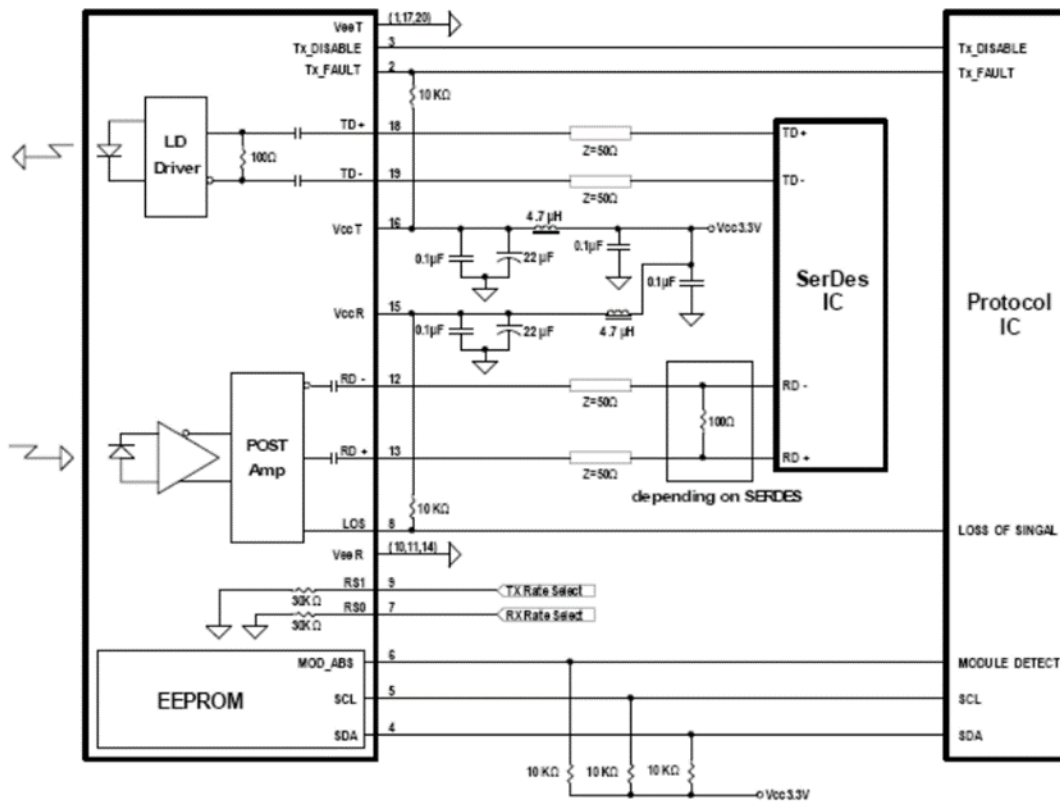 VeeT (1,17,20)
Tx_DISABLE 3 Tx_DISABLE
Tx_FAULT 2 Tx_FAULT
10 KΩ
TD+ 18 TD+
LD
Driver
100Ω
Z=50Ω
TD- 19 TD-
Z=50Ω
VccT 16 4.7 µH Vcc3.3V
0.1µF 22 µF 0.1µF 0.1µF
SerDes
IC
Protocol
IC
VccR 15
0.1µF 22 µF 4.7 µH
RD - 12 RD -
Z=50Ω
100Ω
POST
Amp
RD + 13 RD +
Z=50Ω
depending on SERDES
10 KΩ
LOS 8 LOSS OF SINGAL
VeeR (10,11,14)
RS1 9 TX Rate Select
30KΩ
RS0 7 RX Rate Select
30KΩ
MOD_ABS 6 MODULE DETECT
EEPROM
SCL 5 SCL
SDA 4 SDA
10 KΩ 10 KΩ 10 KΩ
Vcc3.3V